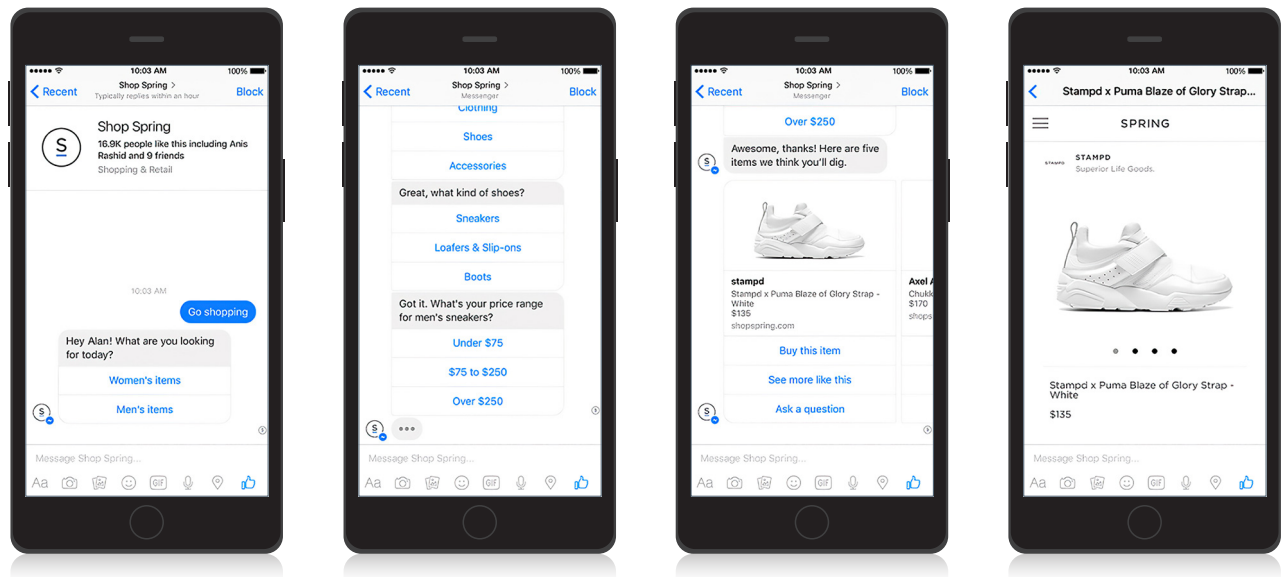 10:03 AM
100%
Recent
Shop Spring
Typically replies within an hour
Block
S
Shop Spring
16.9K people like this including Anis
Rashid and 9 friends
Shopping & Retail
10:03 AM
Go shopping
Hey Alan! What are you looking
for today?
Women's items
Men's items
S
S
Message Shop Spring...
Aa
GIF
10:03 AM
100%
Recent
Shop Spring
Messenger
Block
Clothing
Shoes
Accessories
Great, what kind of shoes?
Sneakers
Loafers & Slip-ons
Boots
Got it. What's your price range
for men's sneakers?
Under $75
$75 to $250
Over $250
S
S
Message Shop Spring...
Aa
GIF
10:03 AM
100%
Recent
Shop Spring
Messenger
Block
Over $250
Awesome, thanks! Here are five
items we think you'll dig.
S
stampd
Stampd x Puma Blaze of Glory Strap -
White
$135
shopspring.com
Axel A
Chukk
$170
shops
Buy this item
See more like this
Ask a question
S
S
Message Shop Spring...
Aa
GIF
10:03 AM
100%
Stampd x Puma Blaze of Glory Strap...
SPRING
STAMPD
STAMPD
Superior Life Goods.
Stampd x Puma Blaze of Glory Strap -
White
$135
Message Shop Spring...
Aa
GIF